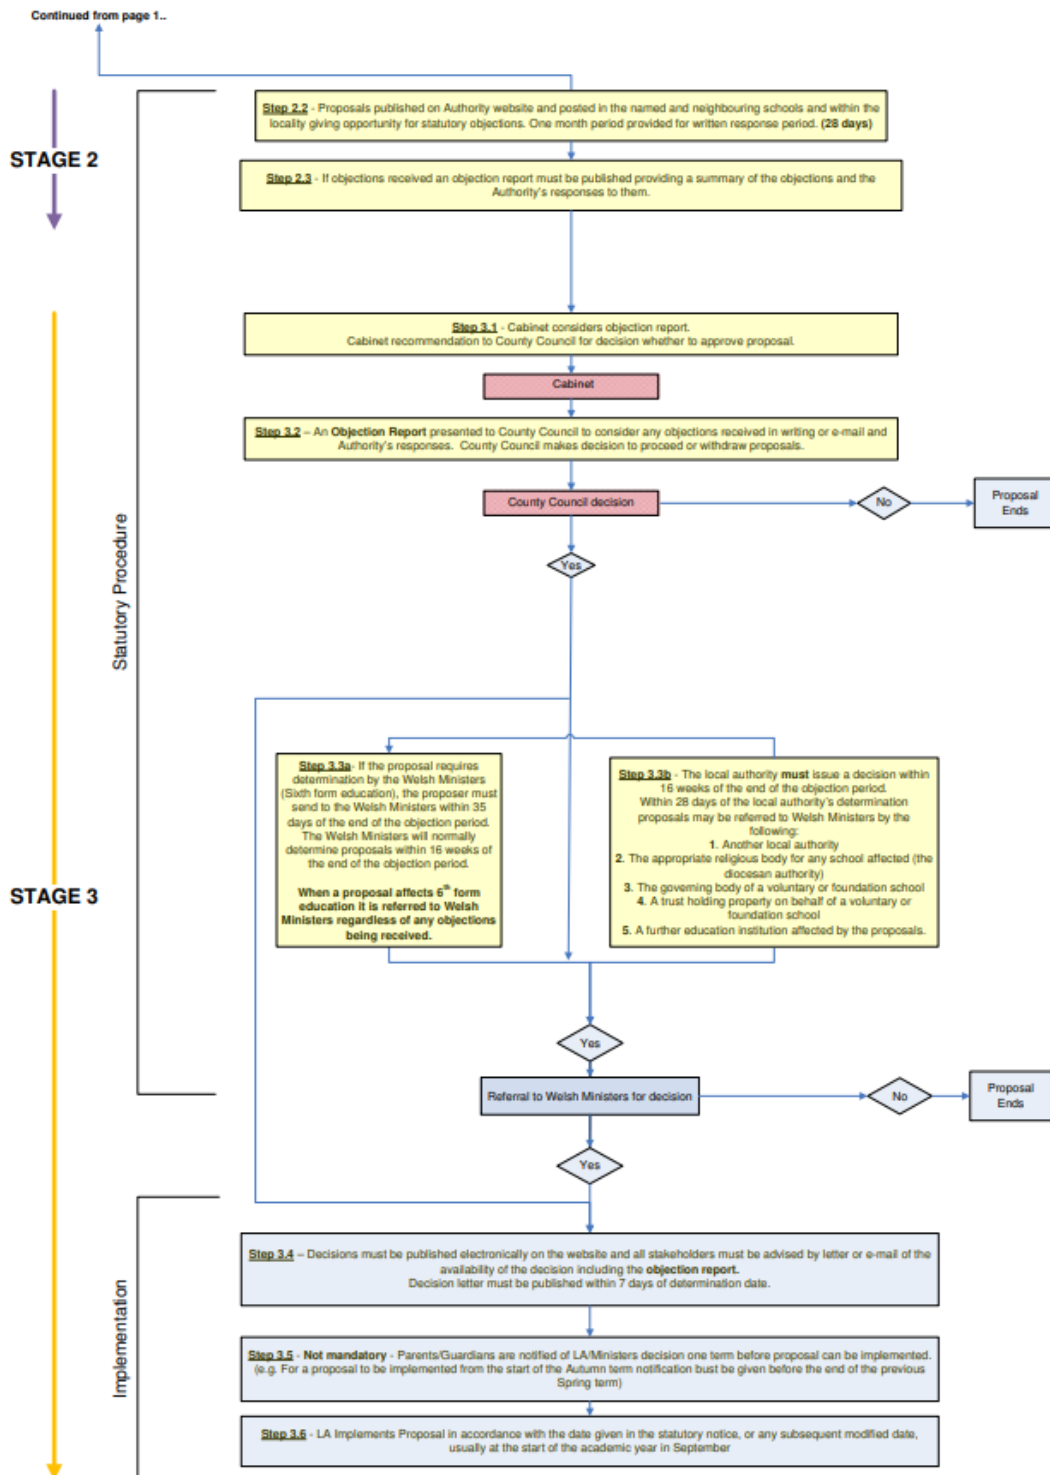 Continued from page 1..
STAGE 2
Statutory Procedure
Step 2.2 - Proposals published on Authority website and posted in the named and neighbouring schools and within the
locality giving opportunity for statutory objections. One month period provided for written response period. (28 days)
Step 2.3 - If objections received an objection report must be published providing a summary of the objections and the
Authority's responses to them.
STAGE 3
Step 3.1 - Cabinet considers objection report.
Cabinet recommendation to County Council for decision whether to approve proposal.
Cabinet
Step 3.2 – An Objection Report presented to County Council to consider any objections received in writing or e-mail and
Authority's responses. County Council makes decision to proceed or withdraw proposals.
County Council decision
No
Proposal
Ends
Yes
Step 3.3a- If the proposal requires
determination by the Welsh Ministers
(Sixth form education), the proposer must
send to the Welsh Ministers within 35
days of the end of the objection period.
The Welsh Ministers will normally
determine proposals within 16 weeks of
the end of the objection period.
When a proposal affects 6th form
education it is referred to Welsh
Ministers regardless of any objections
being received.
Step 3.3b - The local authority must issue a decision within
16 weeks of the end of the objection period.
Within 28 days of the local authority's determination
proposals may be referred to Welsh Ministers by the
following:
1. Another local authority
2. The appropriate religious body for any school affected (the
diocesan authority)
3. The governing body of a voluntary or foundation school
4. A trust holding property on behalf of a voluntary or
foundation school
5. A further education institution affected by the proposals.
Yes
Referral to Welsh Ministers for decision
No
Proposal
Ends
Yes
Implementation
Step 3.4 – Decisions must be published electronically on the website and all stakeholders must be advised by letter or e-mail of the
availability of the decision including the objection report.
Decision letter must be published within 7 days of determination date.
Step 3.5 - Not mandatory - Parents/Guardians are notified of LA/Ministers decision one term before proposal can be implemented.
(e.g. For a proposal to be implemented from the start of the Autumn term notification bust be given before the end of the previous
Spring term)
Step 3.6 - LA Implements Proposal in accordance with the date given in the statutory notice, or any subsequent modified date,
usually at the start of the academic year in September